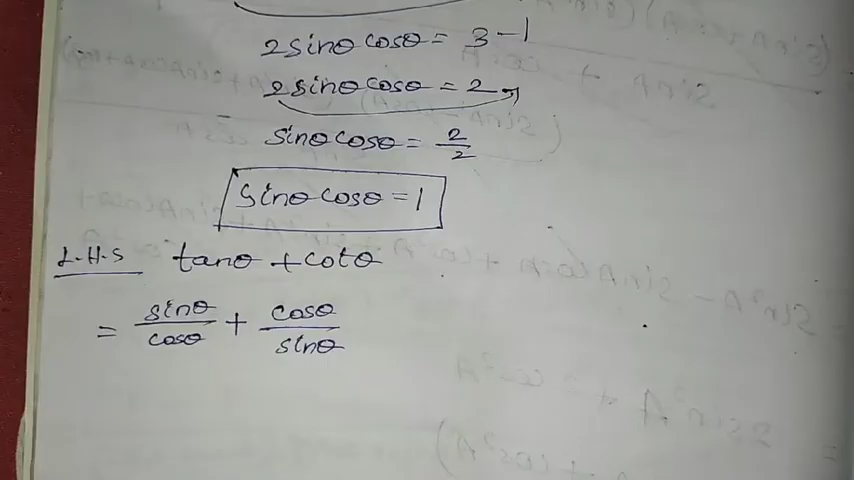 2sinθ cosθ = 3-1
2sinθ cosθ = 2
sinθ cosθ = 2/2
sinθ cosθ = 1
L.H.S tanθ + cotθ
= sinθ/cosθ + cosθ/sinθ